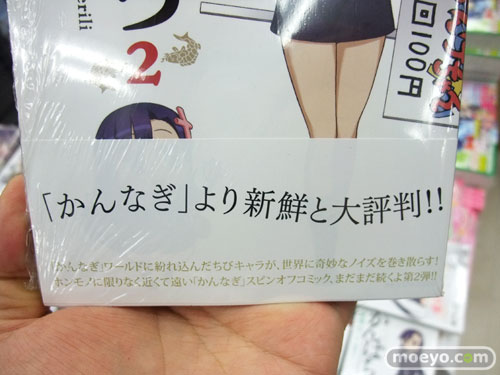 erili
2
回100円
「かんなぎ」より新鮮と大評判!!
「かんなぎ」ワールドに紛れ込んだちびキャラが、世界に奇妙なノイズを巻き散らす!
ホンモノに限りなく近くて遠い「かんなぎ」スピンオフコミック、まだまだ続くよ第2弾!!
moeyo.com